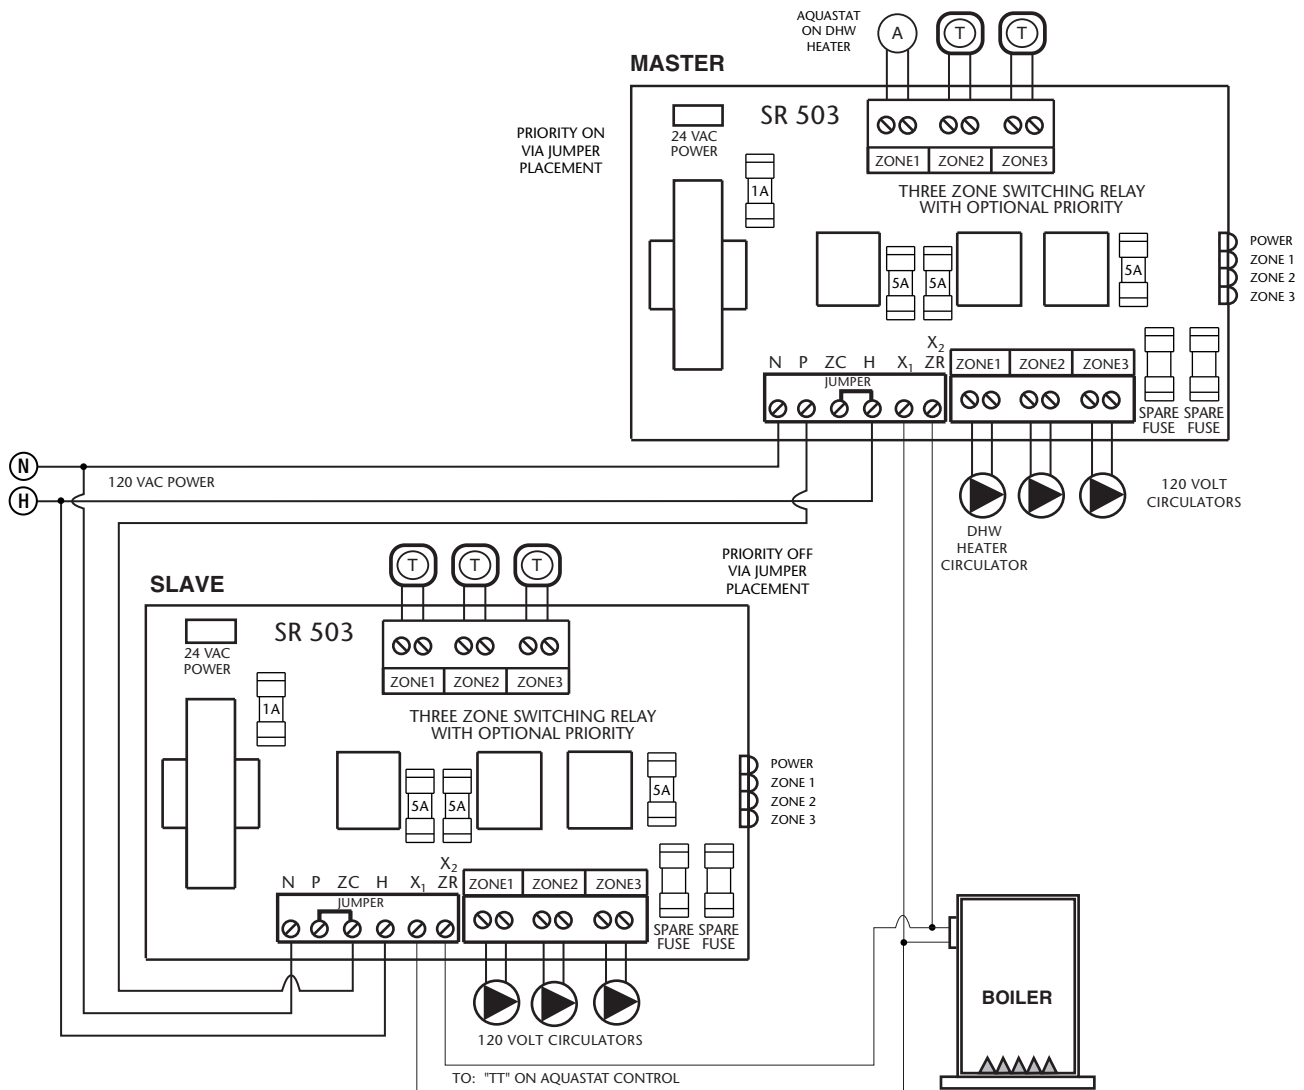 AQUASTAT
ON DHW
HEATER
A
T
T
MASTER
PRIORITY ON
VIA JUMPER
PLACEMENT
24 VAC
POWER
SR 503
ZONE1 ZONE2 ZONE3
1A
THREE ZONE SWITCHING RELAY
WITH OPTIONAL PRIORITY
5A
5A
5A
POWER
ZONE 1
ZONE 2
ZONE 3
N P ZC H X1 X2 ZR
JUMPER
ZONE1 ZONE2 ZONE3
SPARE
FUSE
SPARE
FUSE
N
120 VAC POWER
H
DHW
HEATER
CIRCULATOR
120 VOLT
CIRCULATORS
T
T
T
PRIORITY OFF
VIA JUMPER
PLACEMENT
SLAVE
24 VAC
POWER
SR 503
ZONE1 ZONE2 ZONE3
1A
THREE ZONE SWITCHING RELAY
WITH OPTIONAL PRIORITY
5A
5A
5A
POWER
ZONE 1
ZONE 2
ZONE 3
N P ZC H X1 X2 ZR
JUMPER
ZONE1 ZONE2 ZONE3
SPARE
FUSE
SPARE
FUSE
120 VOLT CIRCULATORS
BOILER
TO: "TT" ON AQUASTAT CONTROL